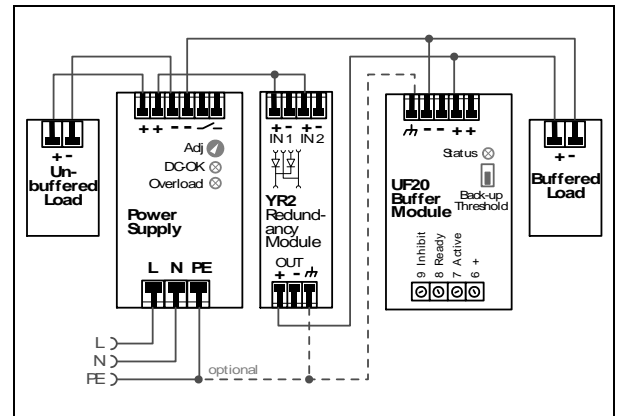 + -
Un-
buffered
Load
+ + - -
Adj
DC-OK
Overload
Power
Supply
L N PE
+ - + -
IN 1 IN 2
YR2
Redund-
ancy
Module
OUT
+ -
- - + +
Status
UF20
Buffer
Module
Back-up
Threshold
9 Inhibit
8 Ready
7 Active
6 +
+ -
Buffered
Load
L
N
PE
optional